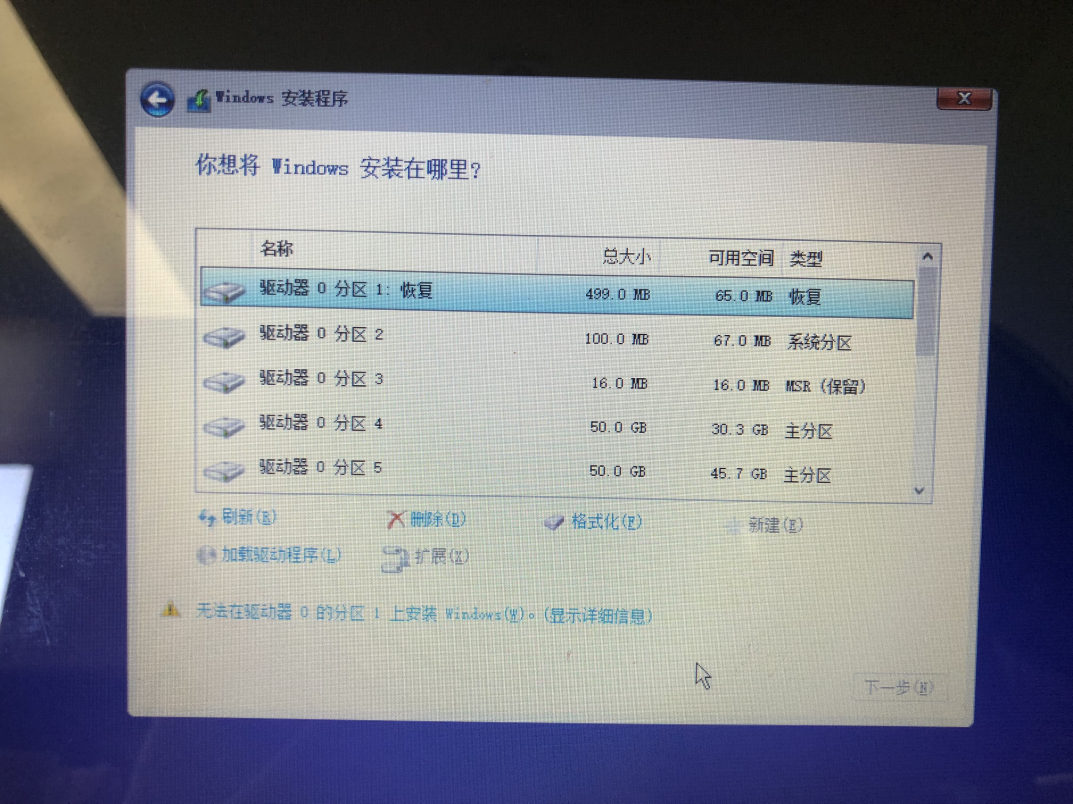 Windows 安装程序
你想将 Windows 安装在哪里?
名称 总大小 可用空间 类型
驱动器 0 分区 1: 恢复 499.0 MB 65.0 MB 恢复
驱动器 0 分区 2 100.0 MB 67.0 MB 系统分区
驱动器 0 分区 3 16.0 MB 16.0 MB MSR (保留)
驱动器 0 分区 4 50.0 GB 30.3 GB 主分区
驱动器 0 分区 5 50.0 GB 45.7 GB 主分区
刷新(R) 删除(D) 格式化(F) 新建(E)
加载驱动程序(L) 扩展(X)
无法在驱动器 0 的分区 1 上安装 Windows(W)。(显示详细信息)
下一步(N)